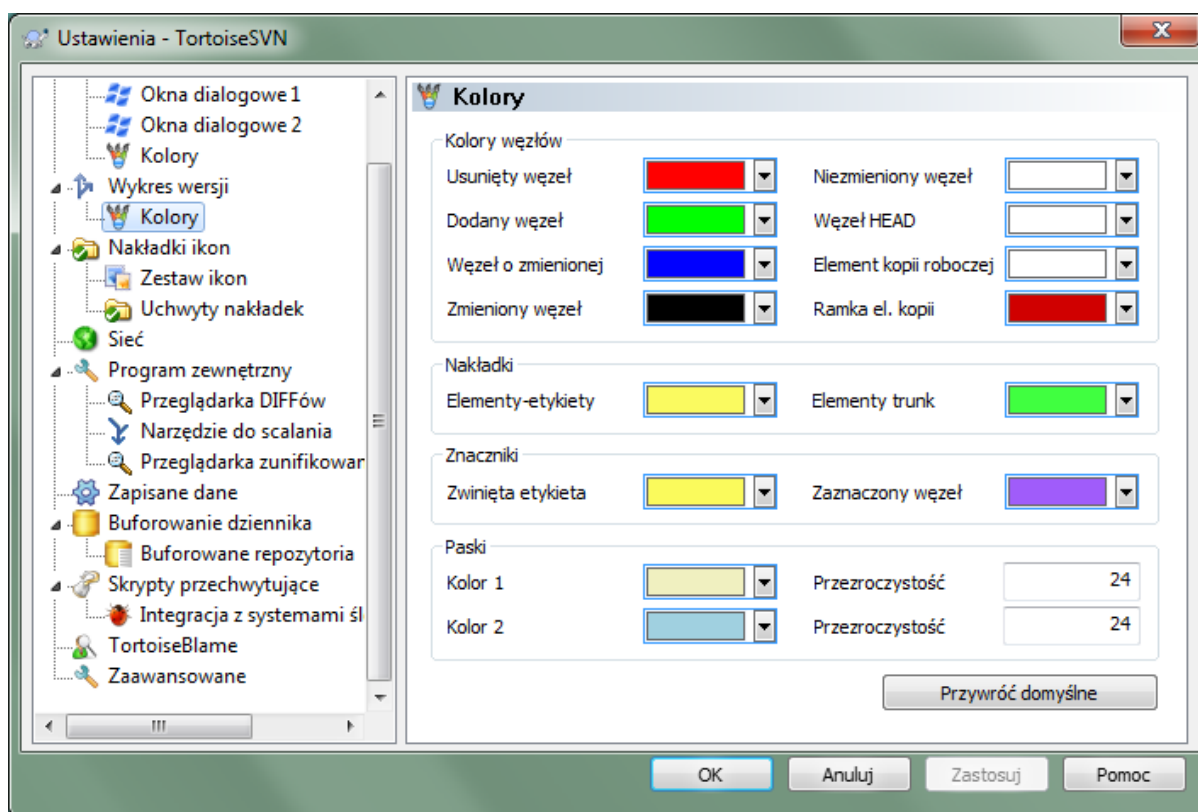 Ustawienia - TortoiseSVN
Okna dialogowe 1
Okna dialogowe 2
Kolory
Wykres wersji
Kolory
Nakładki ikon
Zestaw ikon
Uchwyty nakładek
Sieć
Program zewnętrzny
Przeglądarka DIFFów
Narzędzie do scalania
Przeglądarka zunifikowar
Zapisane dane
Buforowanie dziennika
Buforowane repozytoria
Skrypty przechwytujące
Integracja z systemami śl
TortoiseBlame
Zaawansowane
Kolory
Kolory węzłów
Usunięty węzeł
Niezmieniony węzeł
Dodany węzeł
Węzeł HEAD
Węzeł o zmienionej
Element kopii roboczej
Zmieniony węzeł
Ramka el. kopii
Nakładki
Elementy-etykiety
Elementy trunk
Znaczniki
Zwinięta etykieta
Zaznaczony węzeł
Paski
Kolor 1
Przezroczystość
24
Kolor 2
Przezroczystość
24
Przywróć domyślne
OK
Anuluj
Zastosuj
Pomoc